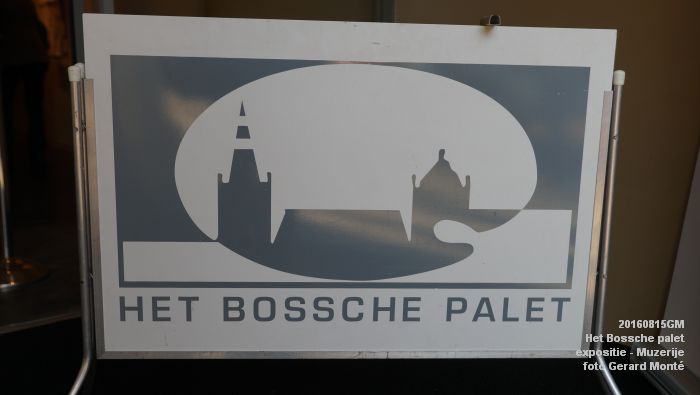 HET BOSSCHE PALET
20160815GM
Het Bossche palet
expositie - Muzerije
foto Gerard Monté